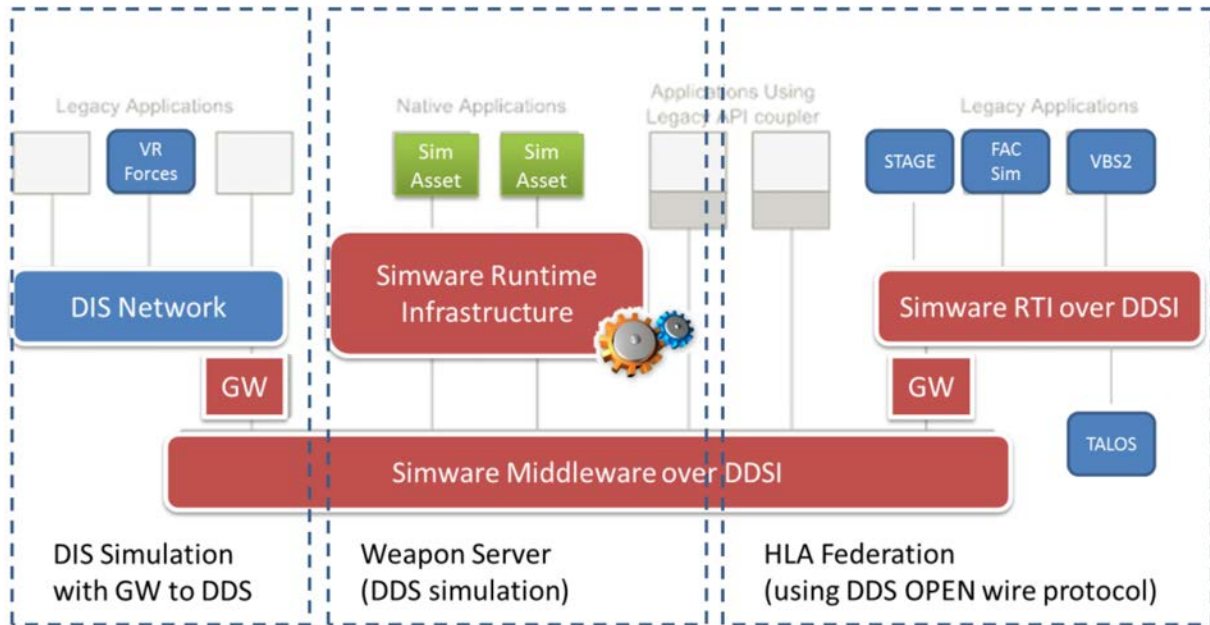 Legacy Applications
VR
Forces
DIS Network
GW
Native Applications
Sim
Asset
Sim
Asset
Simware Runtime
Infrastructure
Applications Using
Legacy API coupler
Legacy Applications
STAGE
FAC
Sim
VBS2
Simware RTI over DDSI
GW
TALOS
Simware Middleware over DDSI
DIS Simulation
with GW to DDS
Weapon Server
(DDS simulation)
HLA Federation
(using DDS OPEN wire protocol)